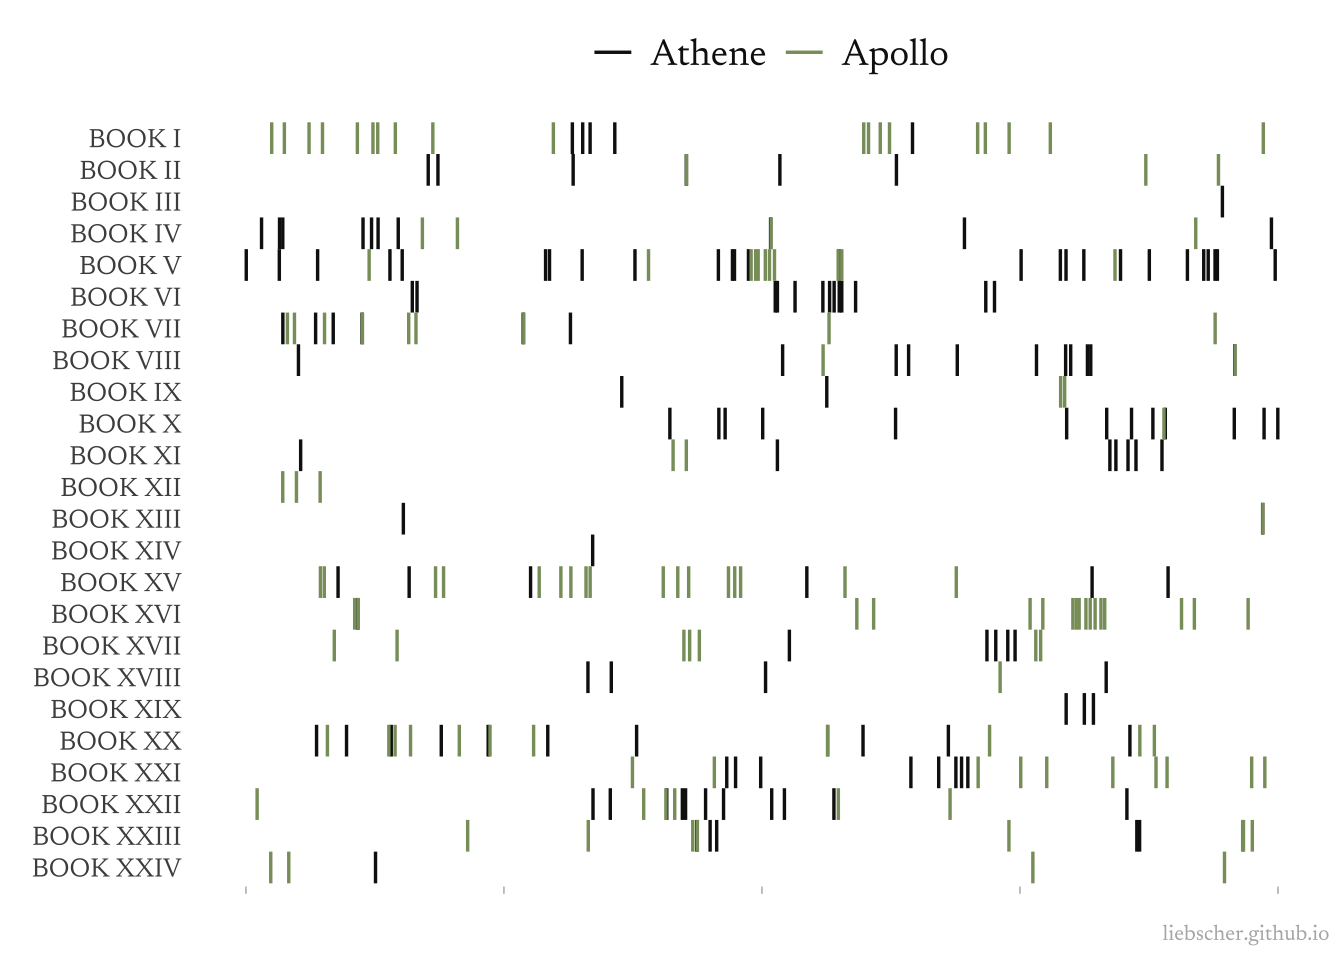 Athene Apollo
BOOK I
BOOK II
BOOK III
BOOK IV
BOOK V
BOOK VI
BOOK VII
BOOK VIII
BOOK IX
BOOK X
BOOK XI
BOOK XII
BOOK XIII
BOOK XIV
BOOK XV
BOOK XVI
BOOK XVII
BOOK XVIII
BOOK XIX
BOOK XX
BOOK XXI
BOOK XXII
BOOK XXIII
BOOK XXIV
liebscher.github.io